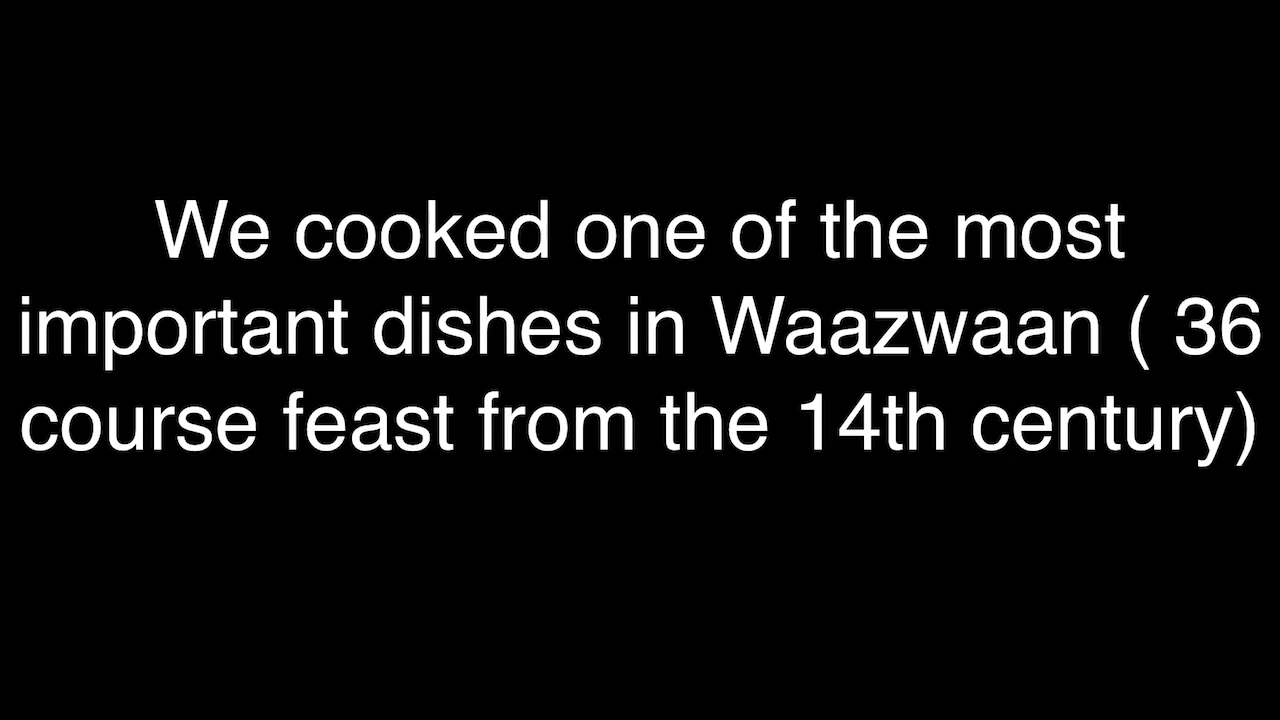 We cooked one of the most
important dishes in Waazwaan ( 36
course feast from the 14th century)